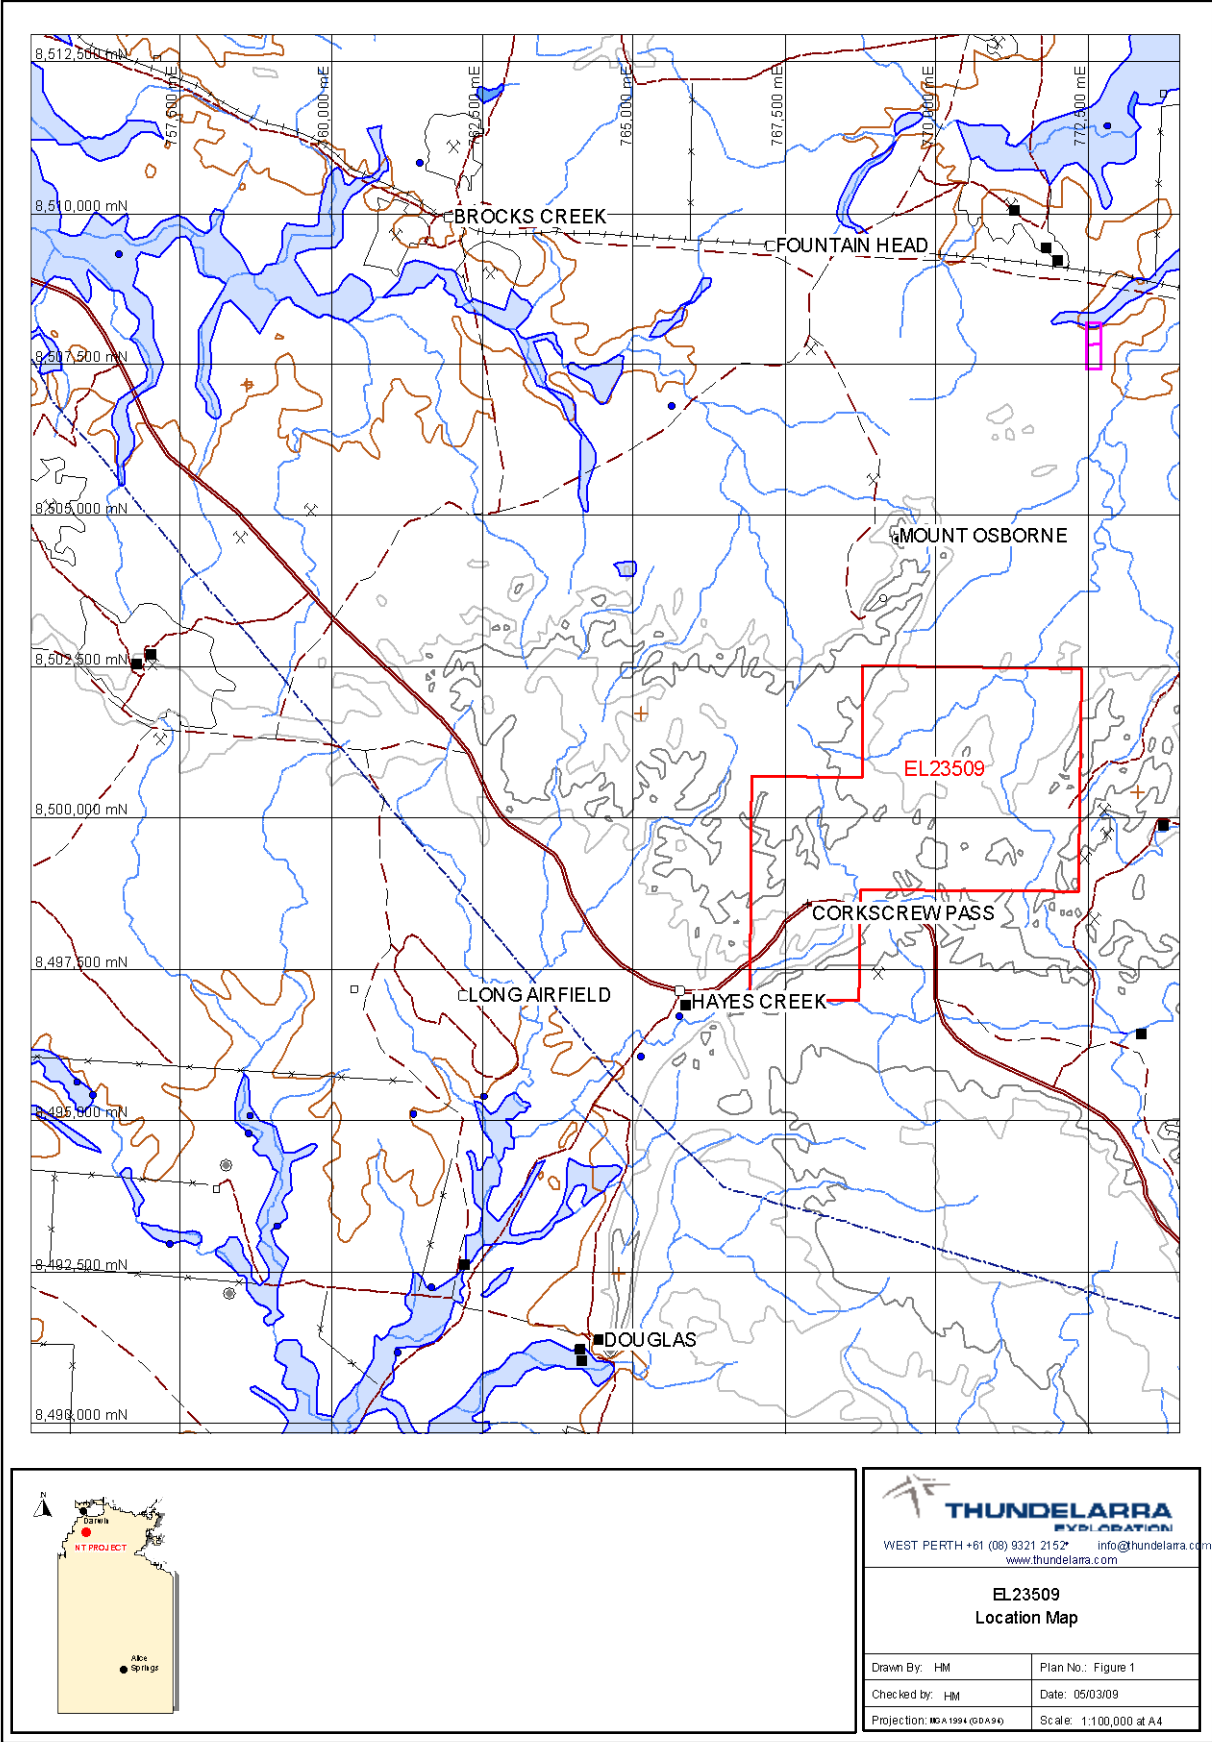 8,512,500 mN
757,500 mE
760,000 mE
762,500 mE
765,000 mE
767,500 mE
770,000 mE
772,500 mE
8,510,000 mN
BROCKS CREEK
FOUNTAIN HEAD
8,507,500 mN
8,505,000 mN
MOUNT OSBORNE
8,502,500 mN
EL23509
8,500,000 mN
CORKSCREW PASS
8,497,500 mN
LONG AIRFIELD
HAYES CREEK
8,495,000 mN
8,492,500 mN
DOUGLAS
8,490,000 mN
N
Darwin
NT PROJECT
Alice
Springs
THUNDELARRA
EXPLORATION
WEST PERTH +61 (08) 9321 2152* info@thundelarra.com
www.thundelarra.com
EL23509
Location Map
Drawn By: HM
Plan No.: Figure 1
Checked by: HM
Date: 05/03/09
Projection: MGA 1994 (GDA94)
Scale: 1:100,000 at A4